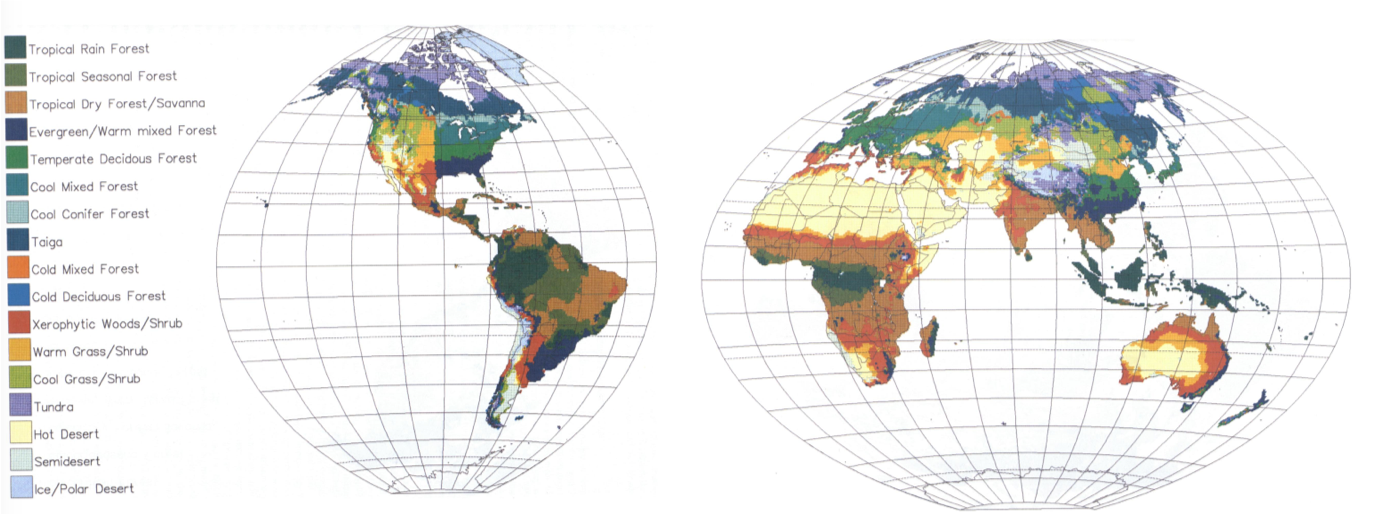 Tropical Rain Forest
Tropical Seasonal Forest
Tropical Dry Forest/Savanna
Evergreen/Warm mixed Forest
Temperate Decidous Forest
Cool Mixed Forest
Cool Conifer Forest
Taiga
Cold Mixed Forest
Cold Deciduous Forest
Xerophytic Woods/Shrub
Warm Grass/Shrub
Cool Grass/Shrub
Tundra
Hot Desert
Semidesert
Ice/Polar Desert